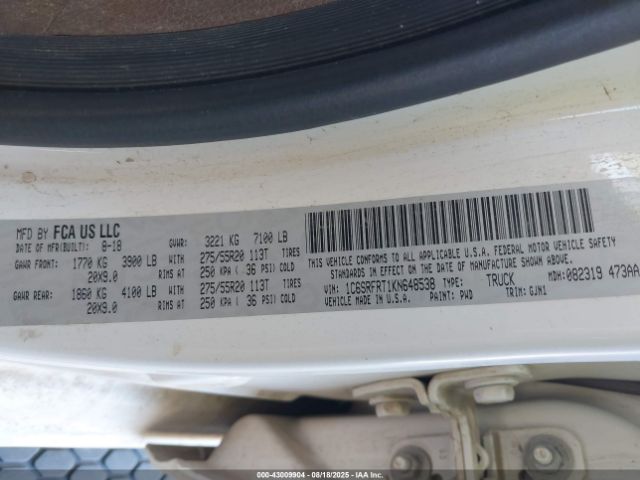 MFD BY FCA US LLC
DATE OF MFR(BUILT): 8-18 GVWR: 3221 KG 7100 LB
GAWR FRONT: 1770 KG 3900 LB WITH 275/55R20 113T TIRES
20X9.0 RIMS AT 250 KPA ( 36 PSI) COLD
GAWR REAR: 1860 KG 4100 LB WITH 275/55R20 113T TIRES
20X9.0 RIMS AT 250 KPA ( 36 PSI) COLD
THIS VEHICLE CONFORMS TO ALL APPLICABLE U.S.A. FEDERAL MOTOR VEHICLE SAFETY
STANDARDS IN EFFECT ON THE DATE OF MANUFACTURE SHOWN ABOVE.
VIN: 1C6SRFRT1KN648538 TYPE: TRUCK MDH: 082319 473AA
VEHICLE MADE IN U.S.A. PAINT: PWD TRIM: GJN1
00-43009904 - 08/18/2025 - IAA Inc.